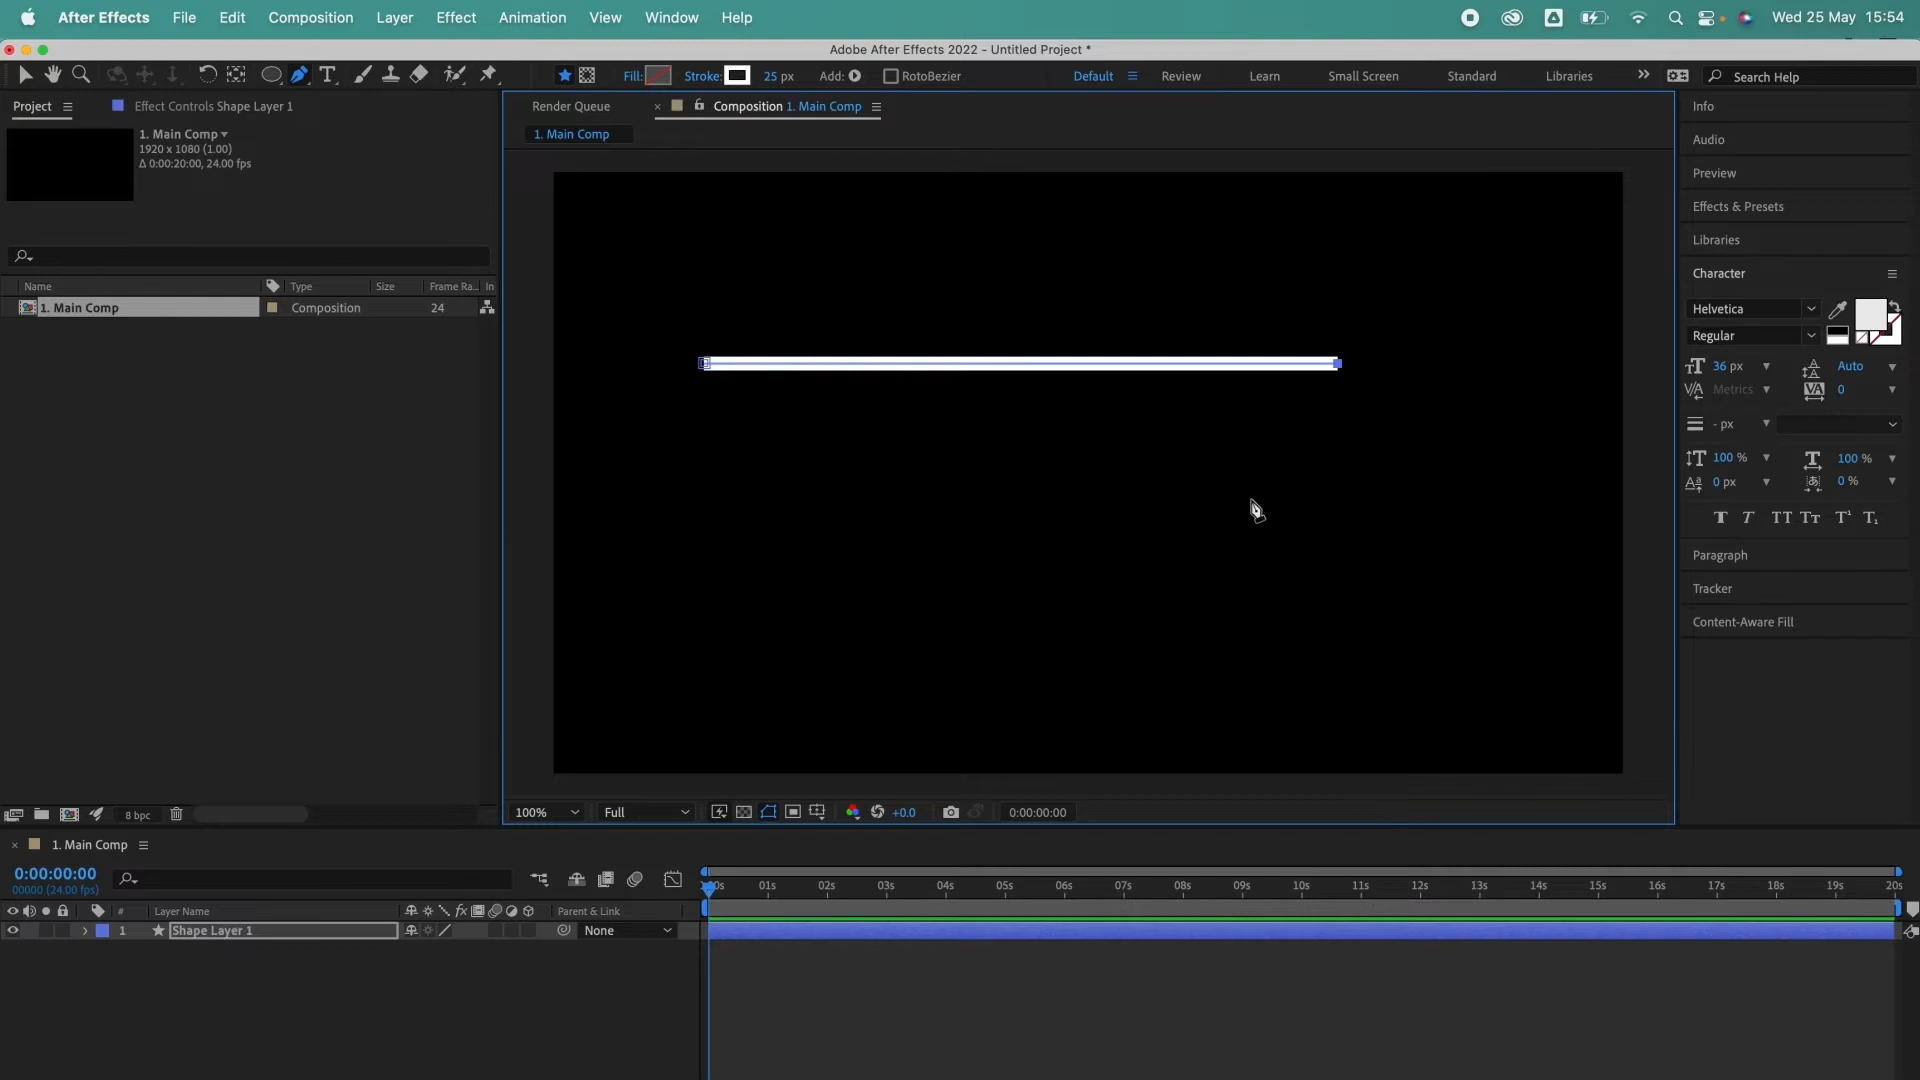 After Effects File Edit Composition Layer Effect Animation View Window Help Wed 25 May 15:54
Adobe After Effects 2022 - Untitled Project *
Fill: Stroke: 25 px Add: RotoBezier Default Review Learn Small Screen Standard Libraries Search Help
Project Effect Controls Shape Layer 1
Render Queue Composition 1. Main Comp
1. Main Comp
1. Main Comp
1920 x 1080 (1.00)
Δ 0:00:20:00, 24.00 fps
Name Type Size Frame Ra... In
1. Main Comp Composition 24
Info
Audio
Preview
Effects & Presets
Libraries
Character
Helvetica
Regular
36 px Auto
Metrics 0
- px
100 % 100 %
0 px 0 %
T T TT Tт T¹ T₁
Paragraph
Tracker
Content-Aware Fill
8 bpc
100% Full +0.0 0:00:00:00
1. Main Comp
0:00:00:00
00000 (24.00 fps)
01s 02s 03s 04s 05s 06s 07s 08s 09s 10s 11s 12s 13s 14s 15s 16s 17s 18s 19s 20s
# Layer Name Parent & Link
1 Shape Layer 1 None